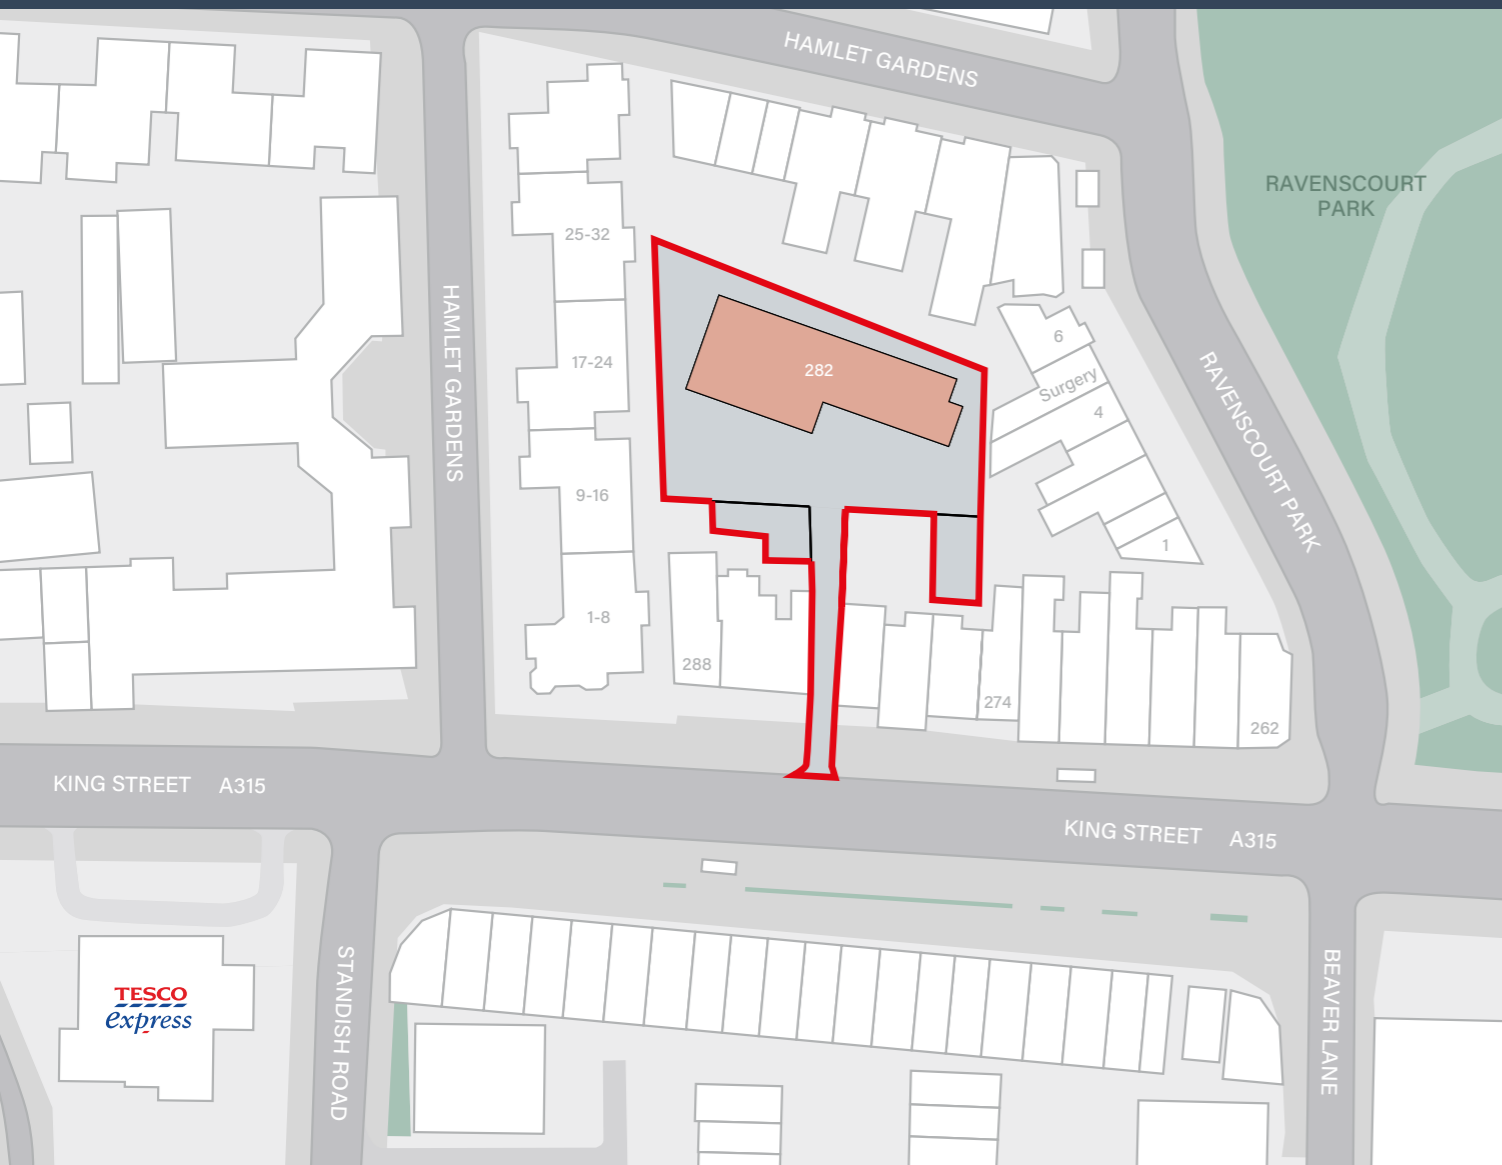 HAMLET GARDENS
RAVENSCOURT
PARK
25-32
HAMLET GARDENS
6
17-24
282
Surgery
4
RAVENSCOURT PARK
9-16
1
1-8
288
274
262
KING STREET A315
KING STREET A315
STANDISH ROAD
BEAVER LANE
TESCO
express